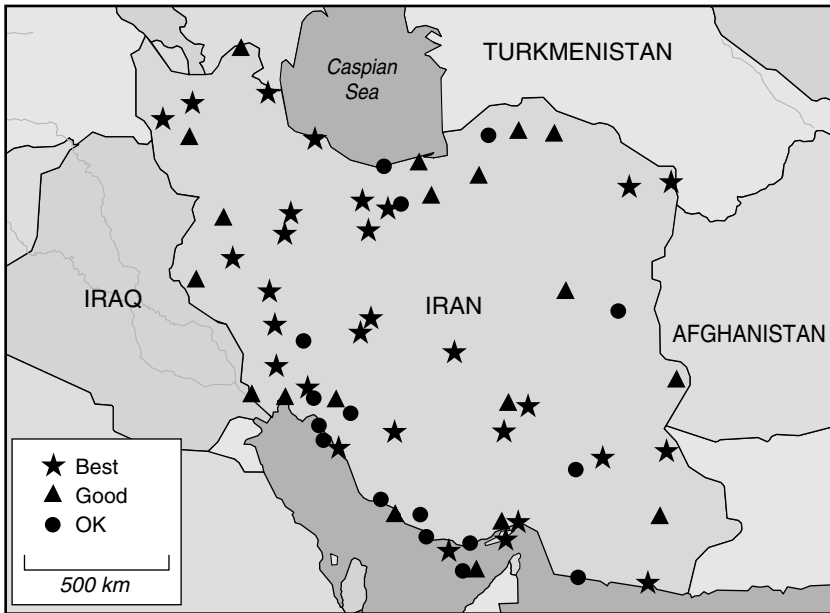 TURKMENISTAN
Caspian
Sea
IRAQ
IRAN
AFGHANISTAN
Best
Good
OK
500 km